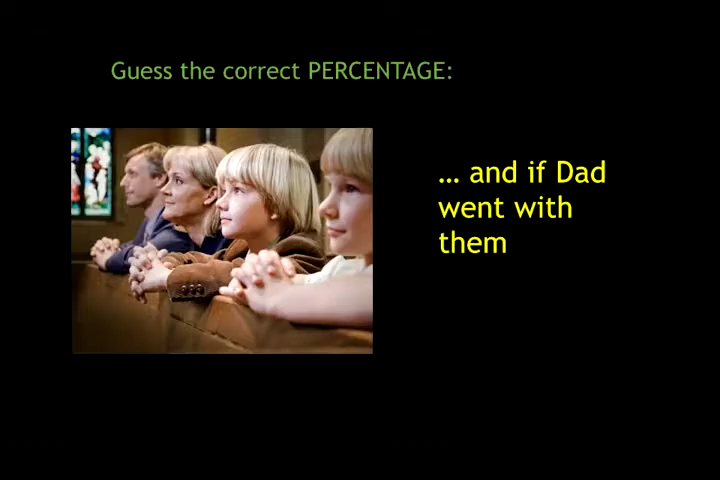 Guess the correct PERCENTAGE:
… and if Dad
went with
them